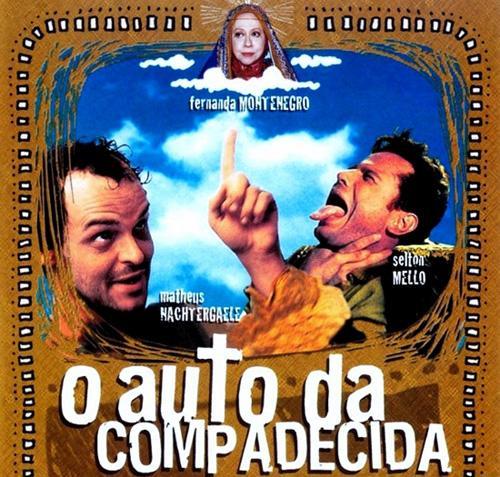 fernanda MONTENEGRO
selton
MELLO
matheus
NACHTERGAELE
o auto da
COMPADECIDA